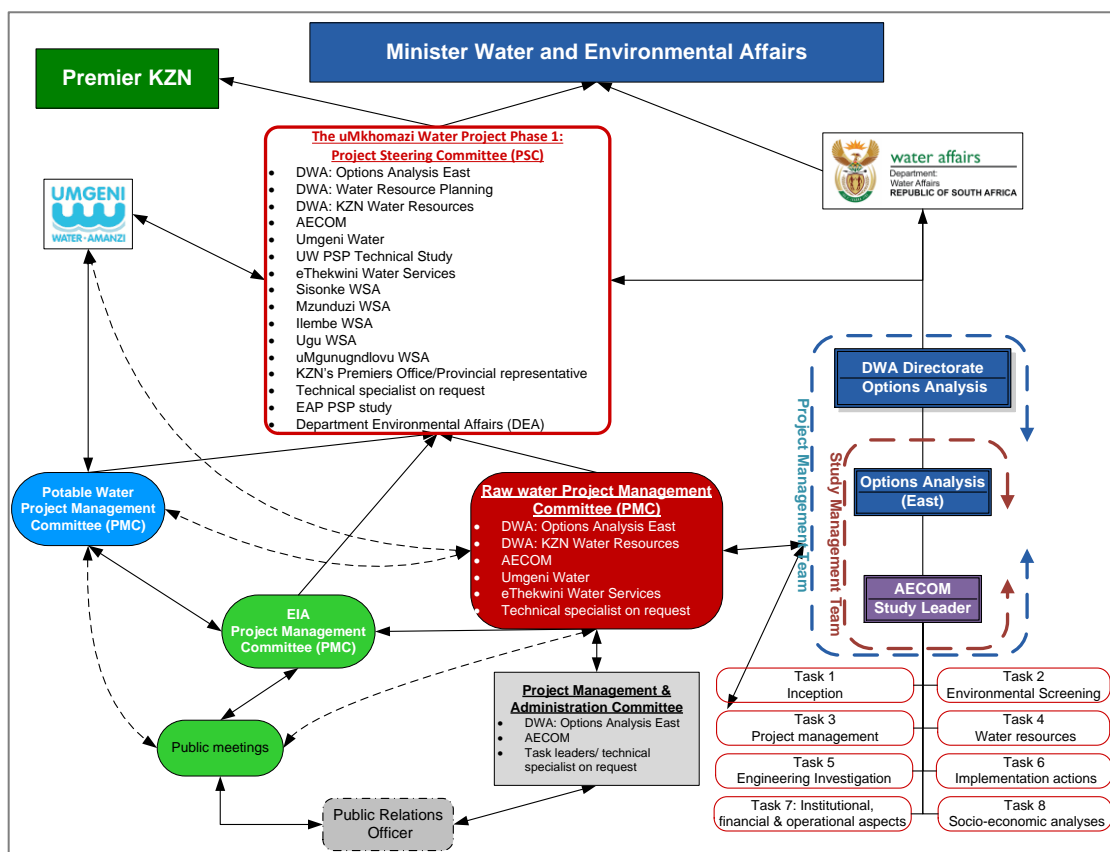 Minister Water and Environmental Affairs
Premier KZN
The uMkhomazi Water Project Phase 1:
Project Steering Committee (PSC)
• DWA: Options Analysis East
• DWA: Water Resource Planning
• DWA: KZN Water Resources
• AECOM
• Umgeni Water
• UW PSP Technical Study
• eThekwini Water Services
• Sisonke WSA
• Mzunduzi WSA
• Ilembe WSA
• Ugu WSA
• uMgunugndlovu WSA
• KZN's Premiers Office/Provincial representative
• Technical specialist on request
• EAP PSP study
• Department Environmental Affairs (DEA)
UMGENI
WATER·AMANZI
water affairs
Department:
Water Affairs
REPUBLIC OF SOUTH AFRICA
DWA Directorate
Options Analysis
Project Management Team
Study Management Team
Options Analysis
(East)
AECOM
Study Leader
Potable Water
Project Management
Committee (PMC)
Raw water Project Management
Committee (PMC)
• DWA: Options Analysis East
• DWA: KZN Water Resources
• AECOM
• Umgeni Water
• eThekwini Water Services
• Technical specialist on request
EIA
Project Management
Committee (PMC)
Project Management &
Administration Committee
• DWA: Options Analysis East
• AECOM
• Task leaders/ technical
specialist on request
Public meetings
Public Relations
Officer
Task 1
Inception
Task 2
Environmental Screening
Task 3
Project management
Task 4
Water resources
Task 5
Engineering Investigation
Task 6
Implementation actions
Task 7: Institutional,
financial & operational aspects
Task 8
Socio-economic analyses